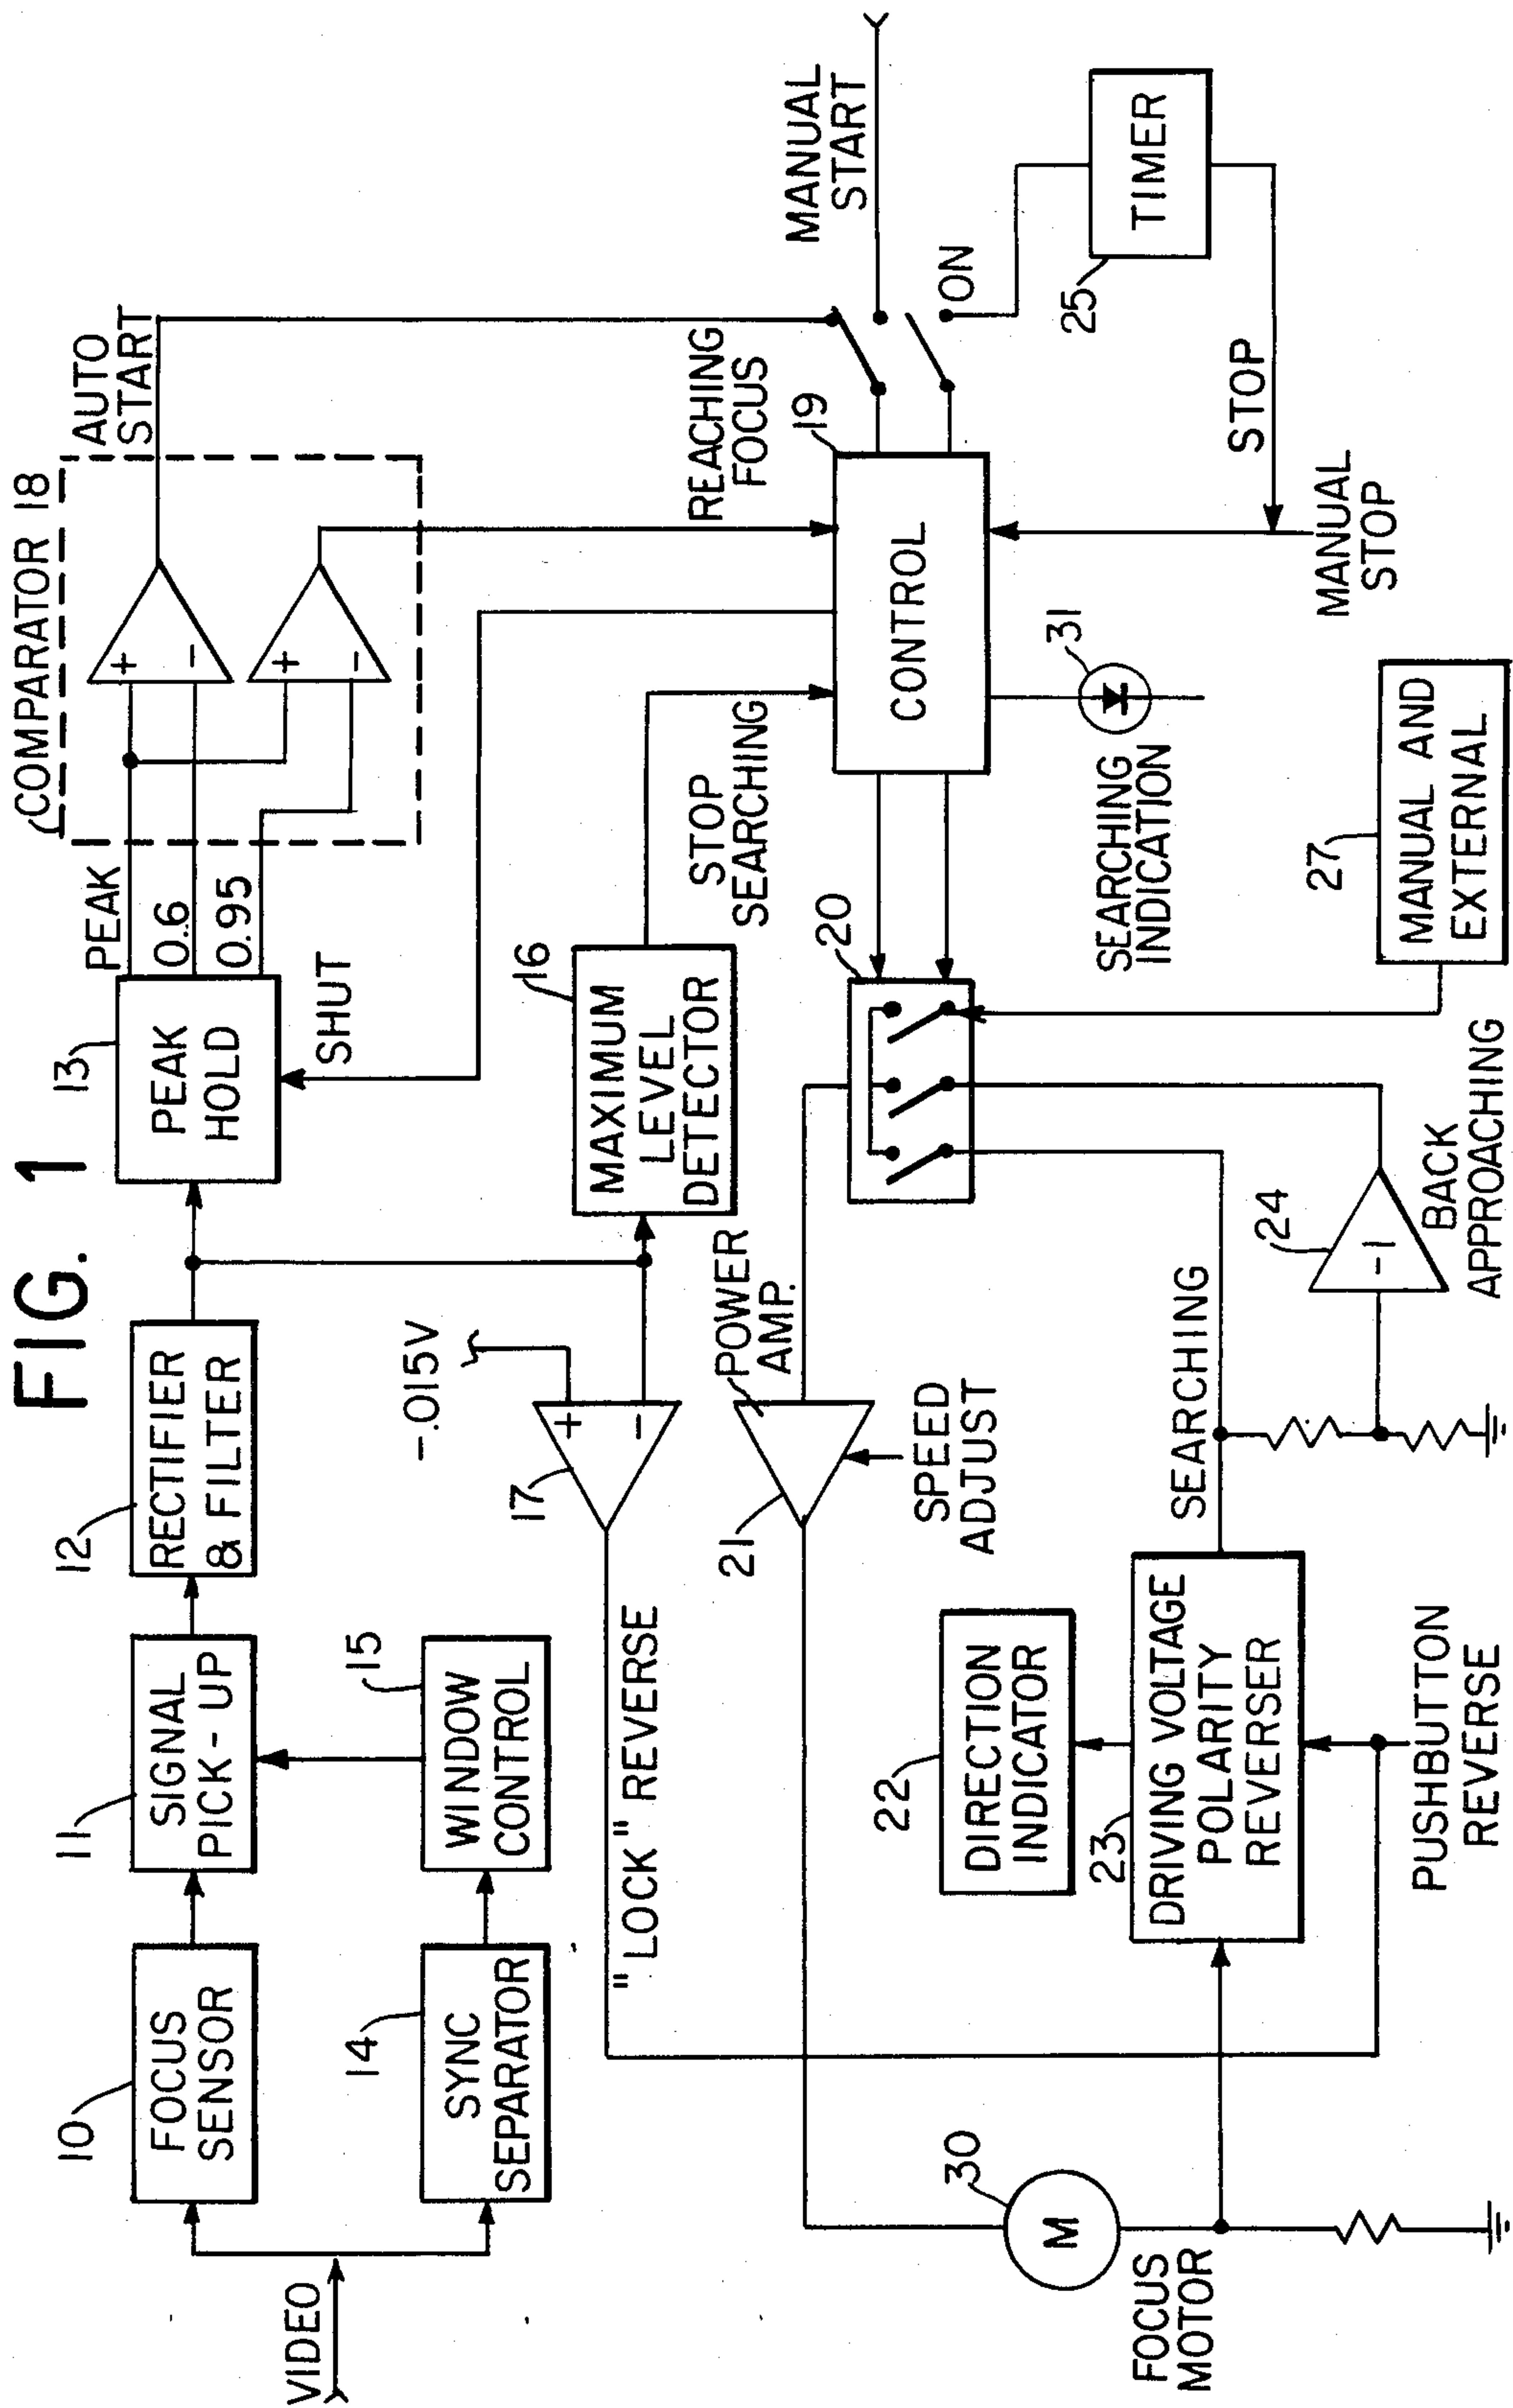 FIG. 1
VIDEO
10
FOCUS
SENSOR
11
SIGNAL
PICK-UP
12
RECTIFIER
& FILTER
13
PEAK
HOLD
PEAK
0.6
0.95
SHUT
COMPARATOR 18
+
-
+
-
AUTO
START
14
SYNC
SEPARATOR
15
WINDOW
CONTROL
16
MAXIMUM
LEVEL
DETECTOR
STOP
SEARCHING
REACHING
FOCUS
MANUAL
START
-.015V
17
+
-
"LOCK" REVERSE
POWER
AMP.
21
SPEED
ADJUST
20
19
CONTROL
ON
25
TIMER
STOP
MANUAL
STOP
31
SEARCHING
INDICATION
27
MANUAL AND
EXTERNAL
22
DIRECTION
INDICATOR
23
DRIVING VOLTAGE
POLARITY
REVERSER
SEARCHING
24
-1
BACK
APPROACHING
PUSHBUTTON
REVERSE
30
M
FOCUS
MOTOR